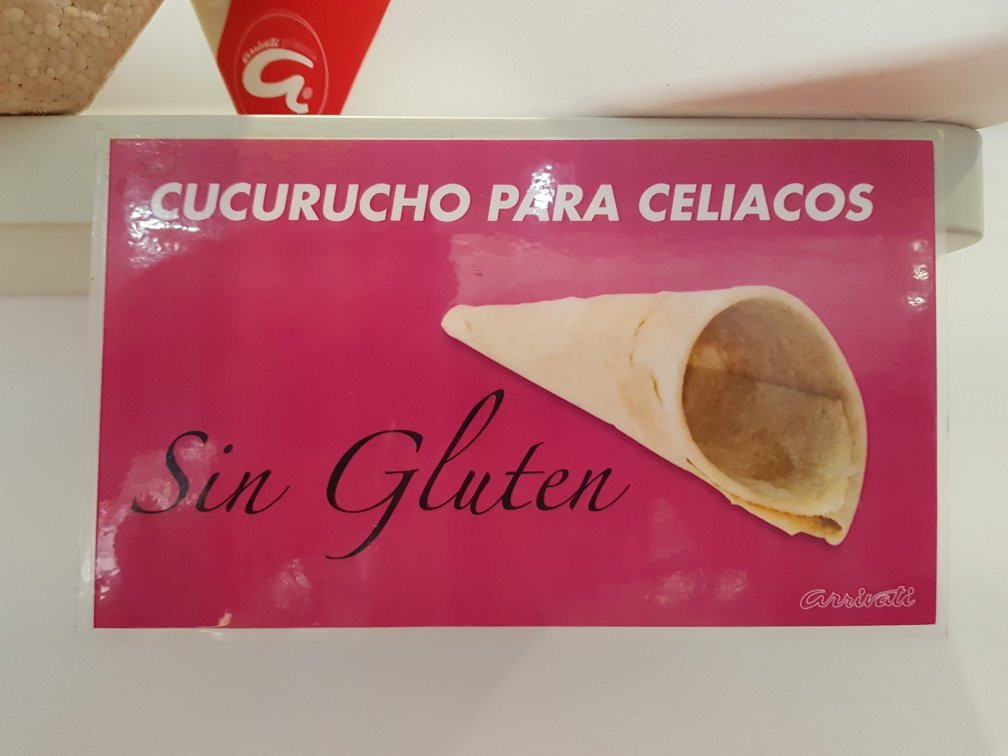 a
CUCURUCHO PARA CELIACOS
Sin Gluten
arrivati